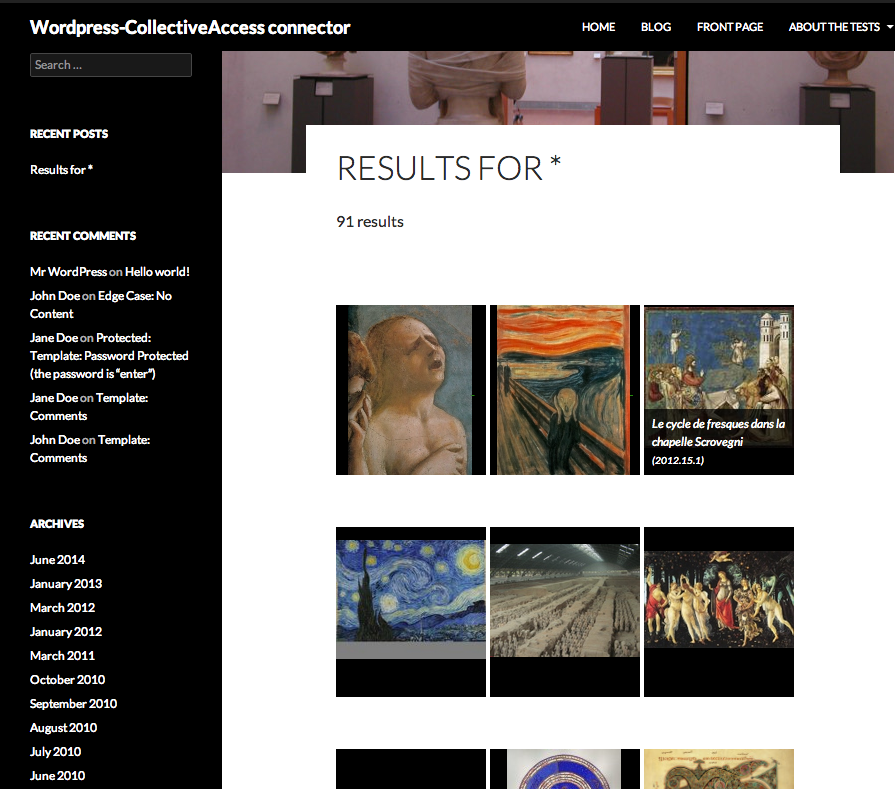 Wordpress-CollectiveAccess connector
HOME BLOG FRONT PAGE ABOUT THE TESTS
Search ...
RECENT POSTS
Results for *
RECENT COMMENTS
Mr WordPress on Hello world!
John Doe on Edge Case: No
Content
Jane Doe on Protected:
Template: Password Protected
(the password is “enter”)
Jane Doe on Template:
Comments
John Doe on Template:
Comments
ARCHIVES
June 2014
January 2013
March 2012
January 2012
March 2011
October 2010
September 2010
August 2010
July 2010
June 2010
RESULTS FOR *
91 results
Le cycle de fresques dans la
chapelle Scrovegni
(2012.15.1)